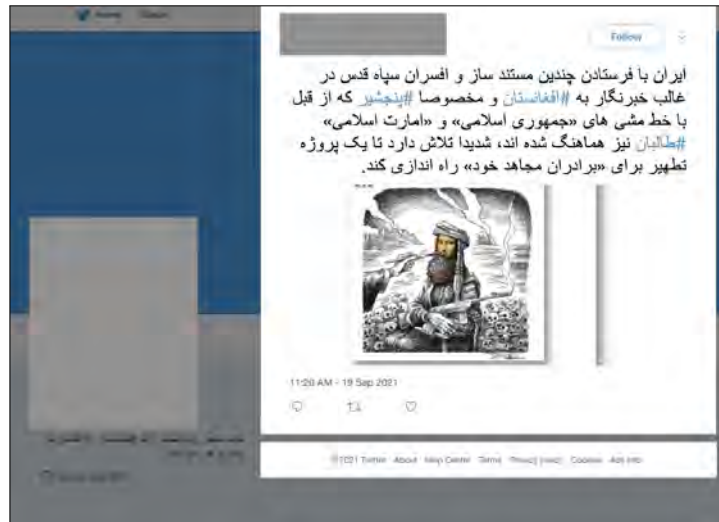 Home
Follow
ایران با فرستادن چندین مستند ساز و افسران سپاه قدس در
غالب خبرنگار به #افغانستان و مخصوصا #پنجشیر که از قبل
با خط مشی های «جمهوری اسلامی» و «امارت اسلامی»
#طالبان نیز هماهنگ شده اند، شدیدا تلاش دارد تا یک پروژه
تطهیر برای «برادران مجاهد خود» راه اندازی کند.
11:20 AM - 19 Sep 2021
©2021 Twitter About Help Center Terms Privacy policy Cookies Ads info